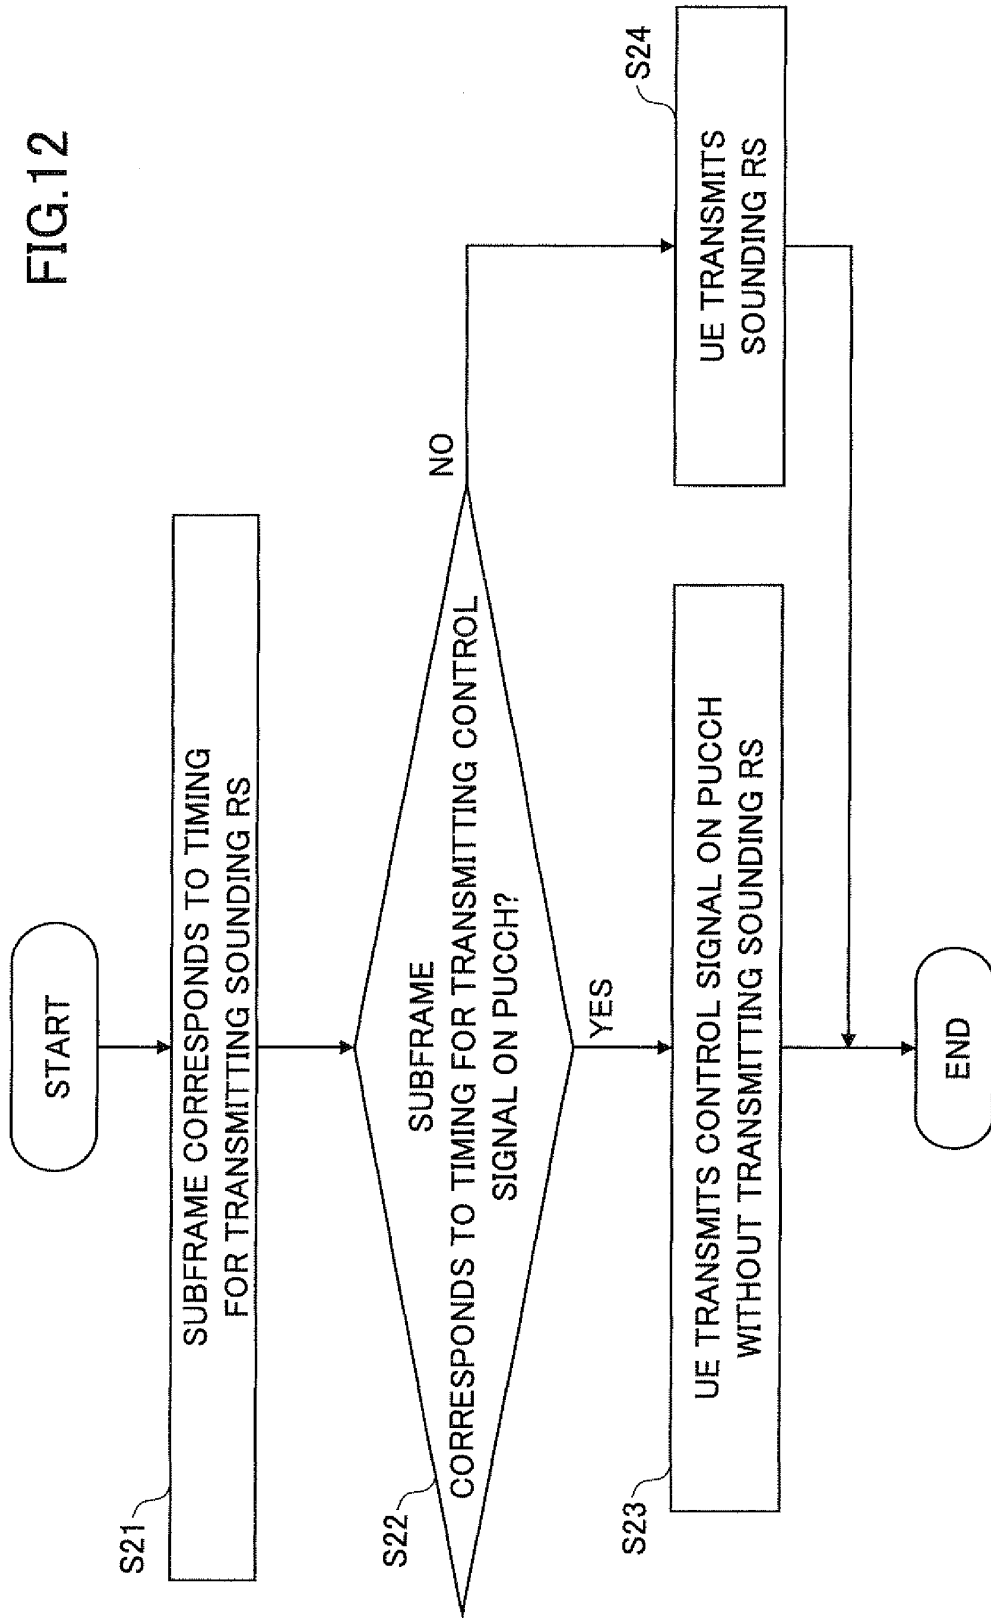 FIG.12
START
S21
SUBFRAME CORRESPONDS TO TIMING
FOR TRANSMITTING SOUNDING RS
S22
SUBFRAME
CORRESPONDS TO TIMING FOR TRANSMITTING CONTROL
SIGNAL ON PUCCH?
NO
YES
S23
UE TRANSMITS CONTROL SIGNAL ON PUCCH
WITHOUT TRANSMITTING SOUNDING RS
S24
UE TRANSMITS
SOUNDING RS
END